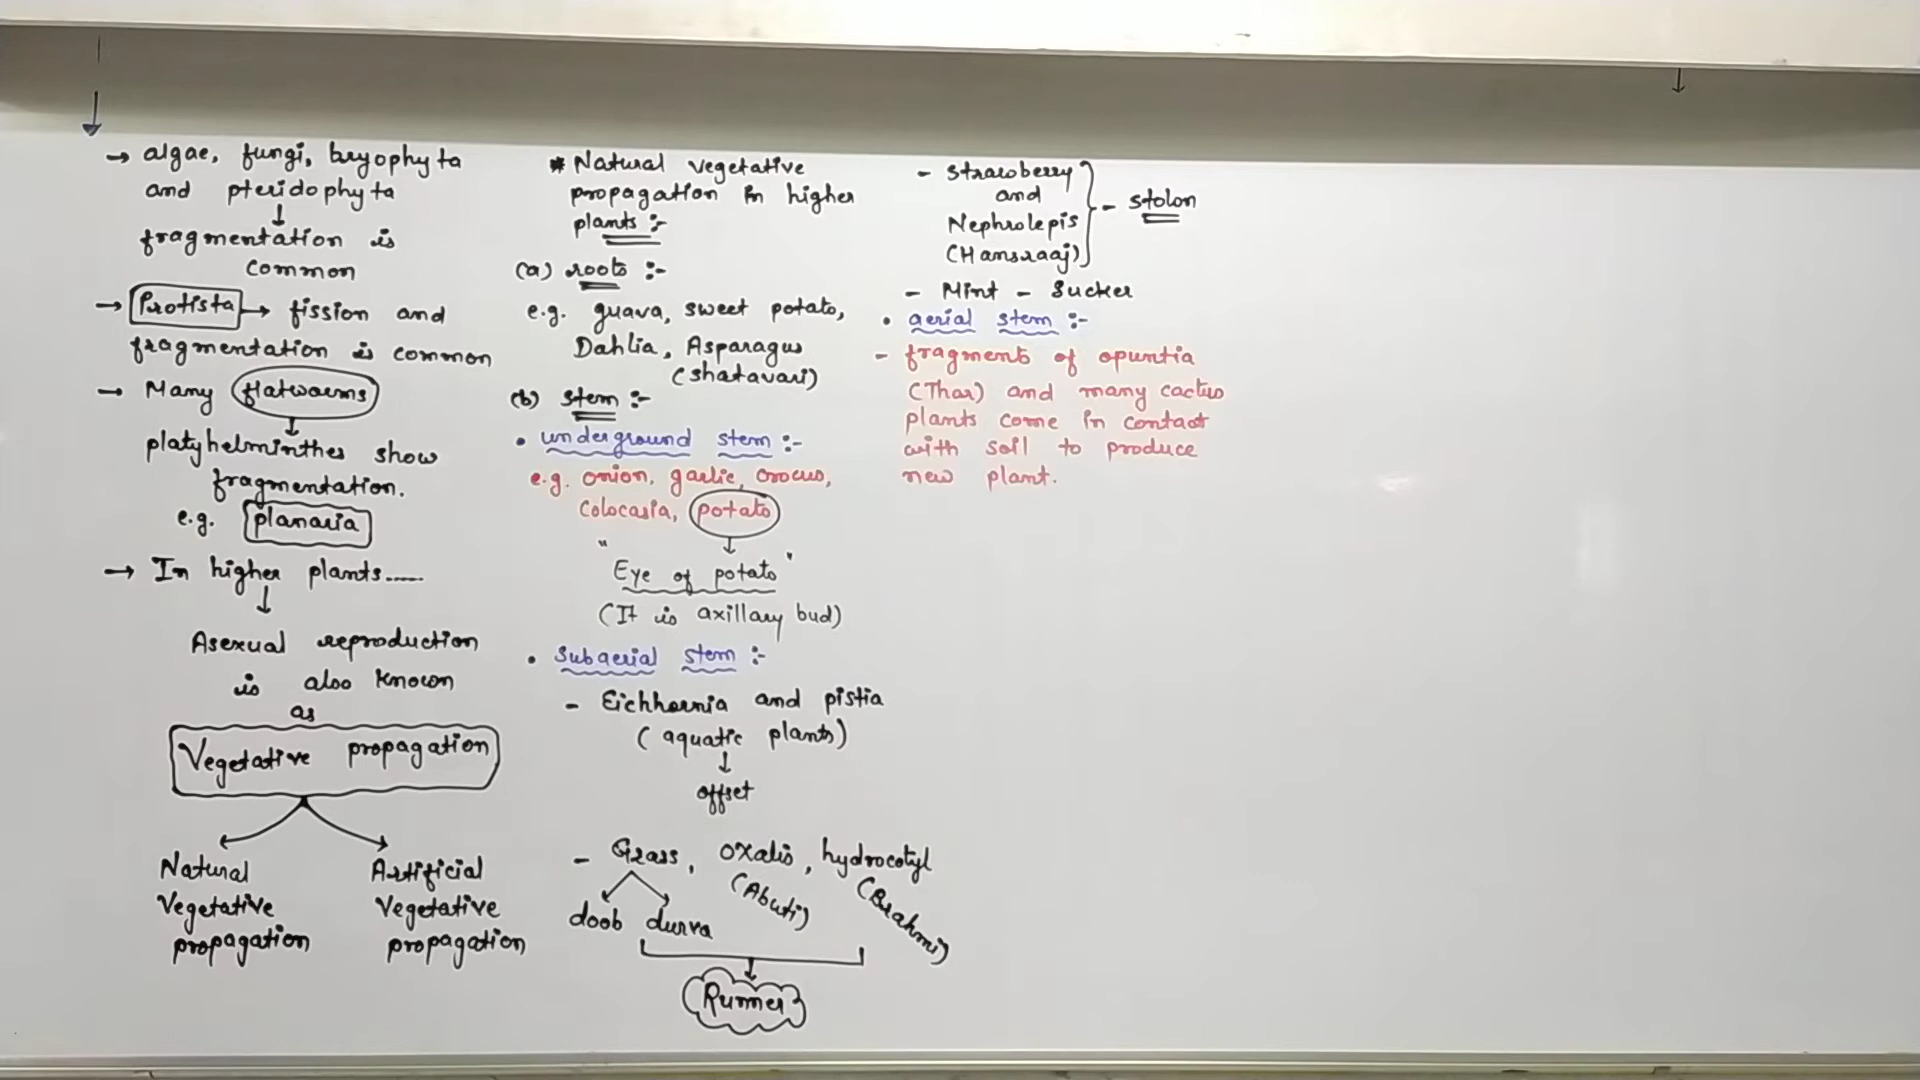 → algae, fungi, bryophyta
and pteridophyta
↓
fragmentation is
common
→ Protista → fission and
fragmentation is common
→ Many flatworms
↓
platyhelminthes show
fragmentation.
e.g. planaria
→ In higher plants......
↓
Asexual reproduction
is also known
as
Vegetative propagation
Natural
Vegetative
propagation
Artificial
Vegetative
propagation
* Natural vegetative
propagation in higher
plants :-
(a) roots :-
e.g. guava, sweet potato,
Dahlia, Asparagus
(shatavari)
(b) stem :-
• underground stem :-
e.g. onion, garlic, crocus,
Colocasia, potato
↓
"Eye of potato"
(It is axillary bud)
• Subaerial stem :-
- Eichhornia and pistia
(aquatic plants)
↓
offset
- Grass, oxalis, hydrocotyl
(Abuti) (Brahmi)
doob durva
Runner
- strawberry
and
Nephrolepis
(Hansraaj)
- stolon
- Mint - Sucker
• aerial stem :-
- fragments of opuntia
(Thar) and many cactus
plants come in contact
with soil to produce
new plant.